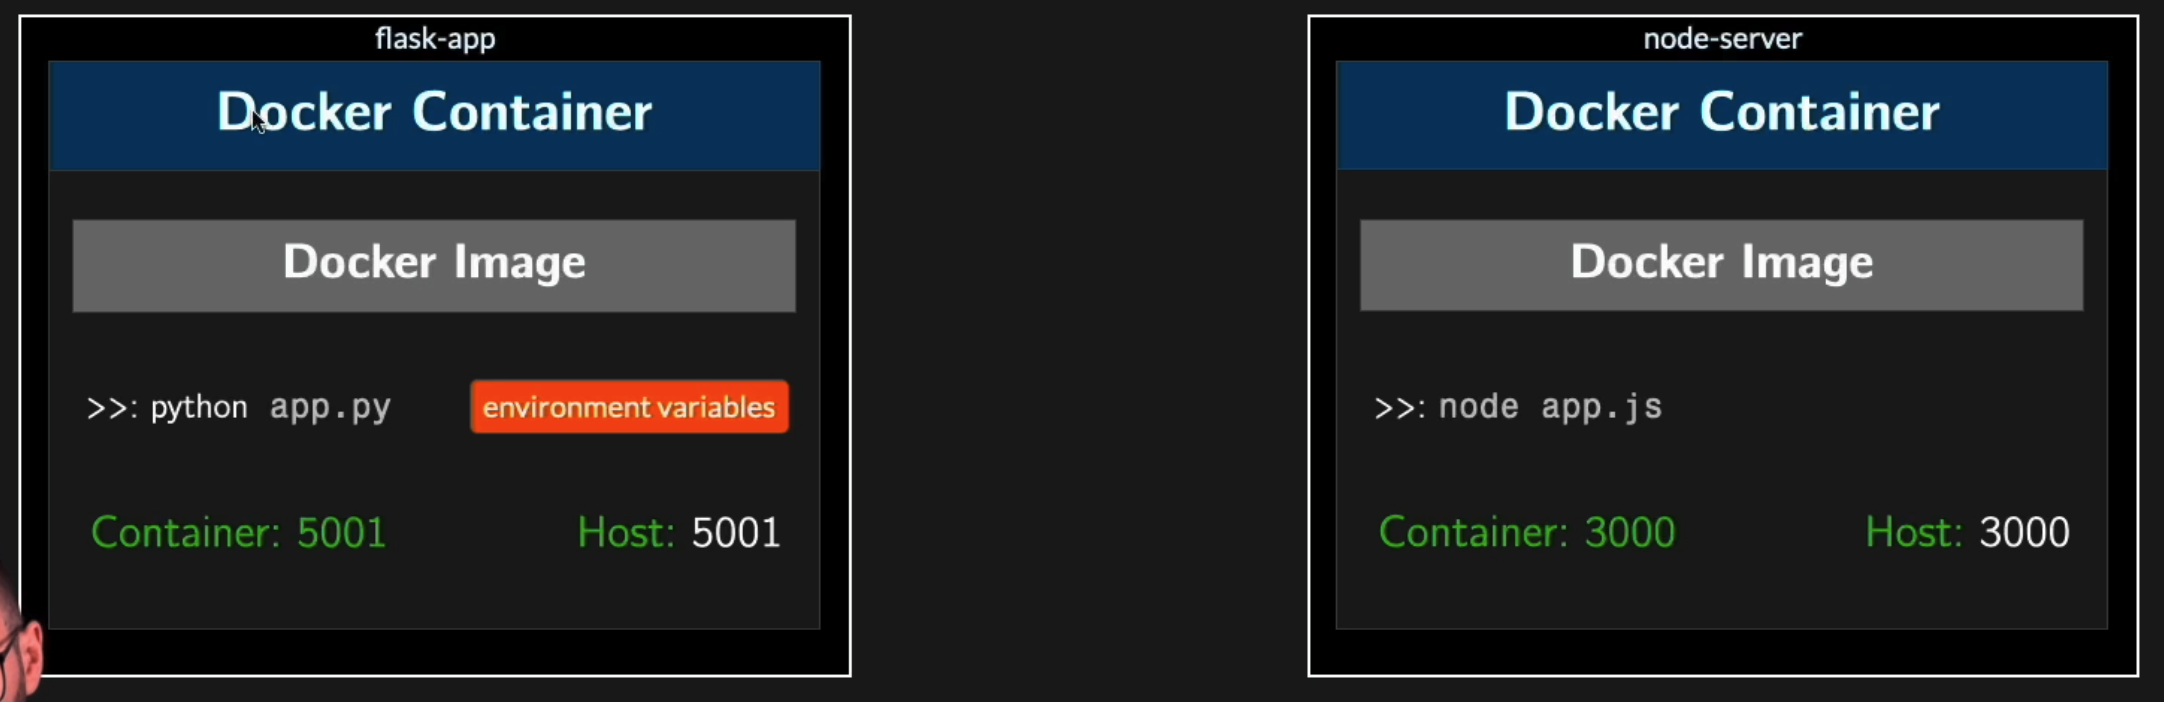 flask-app
Docker Container
Docker Image
>>: python app.py
environment variables
Container: 5001
Host: 5001
node-server
Docker Container
Docker Image
>>: node app.js
Container: 3000
Host: 3000